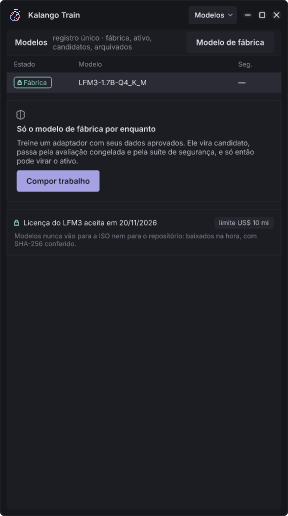 Kalango Train
Modelos
Modelos
registro único · fábrica, ativo,
candidatos, arquivados
Modelo de fábrica
Estado Modelo Seg.
Fábrica LFM3-1.7B-Q4_K_M —
Só o modelo de fábrica por enquanto
Treine um adaptador com seus dados aprovados. Ele vira candidato,
passa pela avaliação congelada e pela suíte de segurança, e só então
pode virar o ativo.
Compor trabalho
Licença do LFM3 aceita em 20/11/2026
limite US$ 10 mi
Modelos nunca vão para a ISO nem para o repositório: baixados na hora, com
SHA-256 conferido.